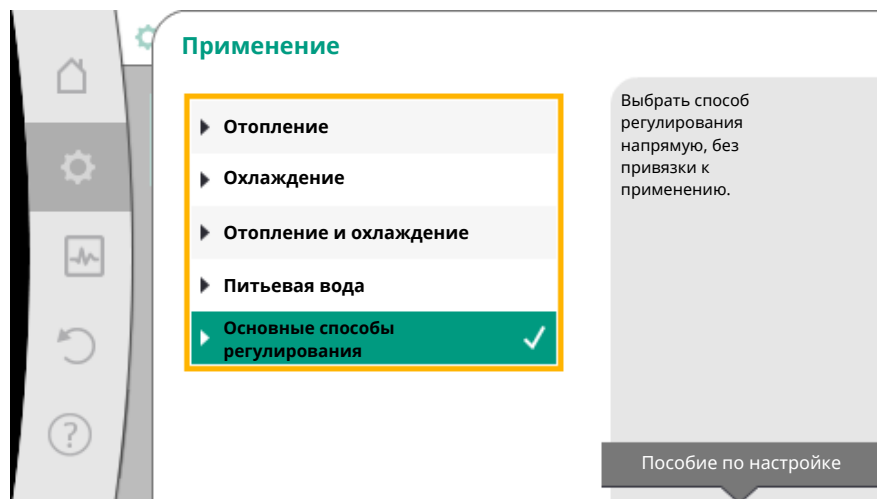 Применение
Отопление
Охлаждение
Отопление и охлаждение
Питьевая вода
Основные способы
регулирования
Выбрать способ
регулирования
напрямую, без
привязки к
применению.
Пособие по настройке
?